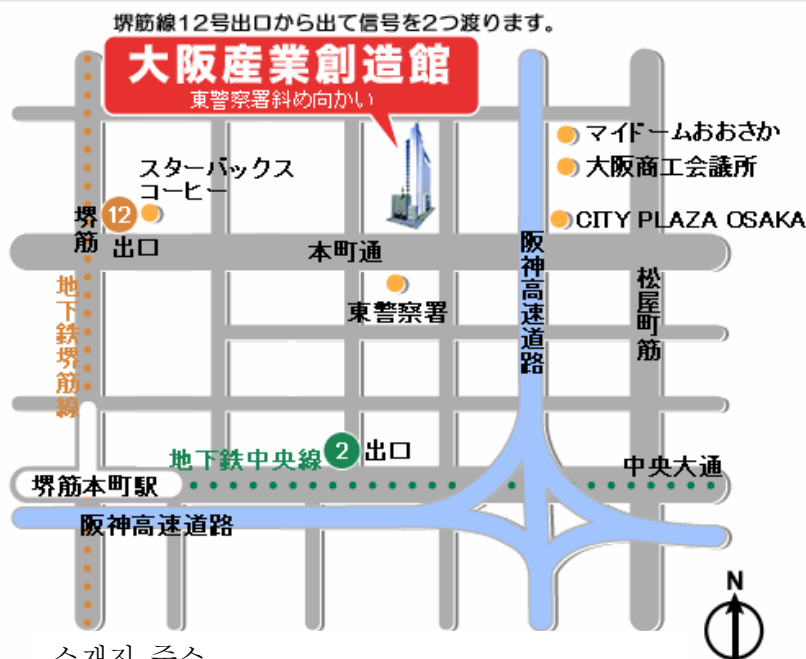 堺筋線12号出口から出て信号を2つ渡ります。
大阪産業創造館
東警察署斜め向かい
マイドームおおさか
大阪商工会議所
スターバックス
コーヒー
堺筋
12
出口
CITY PLAZA OSAKA
本町通
阪神高速道路
松屋町筋
地下鉄堺筋線
東警察署
地下鉄中央線
2
出口
中央大通
堺筋本町駅
阪神高速道路
N